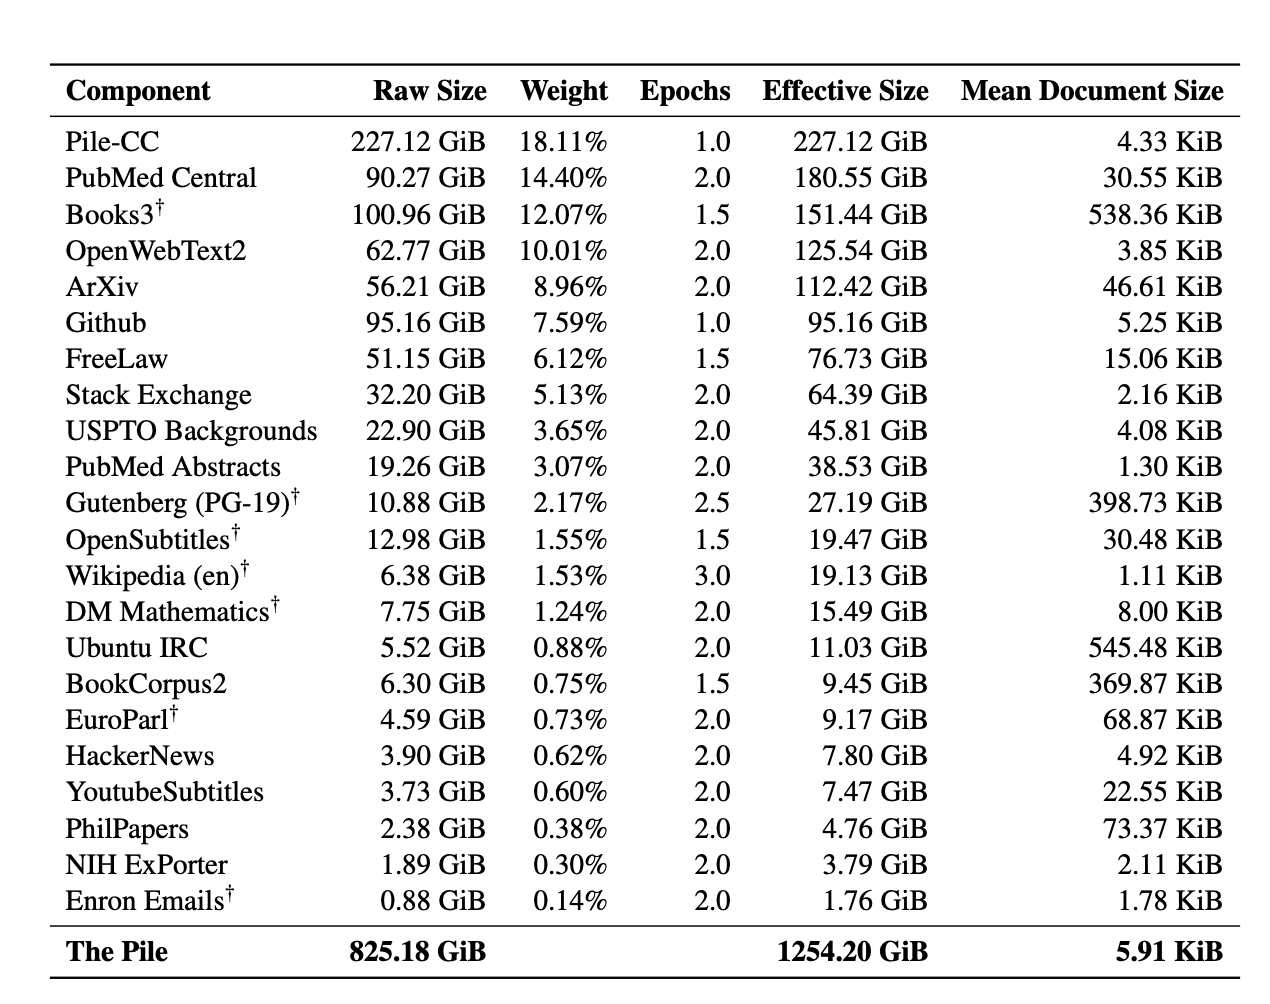 Component Raw Size Weight Epochs Effective Size Mean Document Size
Pile-CC 227.12 GiB 18.11% 1.0 227.12 GiB 4.33 KiB
PubMed Central 90.27 GiB 14.40% 2.0 180.55 GiB 30.55 KiB
Books3† 100.96 GiB 12.07% 1.5 151.44 GiB 538.36 KiB
OpenWebText2 62.77 GiB 10.01% 2.0 125.54 GiB 3.85 KiB
ArXiv 56.21 GiB 8.96% 2.0 112.42 GiB 46.61 KiB
Github 95.16 GiB 7.59% 1.0 95.16 GiB 5.25 KiB
FreeLaw 51.15 GiB 6.12% 1.5 76.73 GiB 15.06 KiB
Stack Exchange 32.20 GiB 5.13% 2.0 64.39 GiB 2.16 KiB
USPTO Backgrounds 22.90 GiB 3.65% 2.0 45.81 GiB 4.08 KiB
PubMed Abstracts 19.26 GiB 3.07% 2.0 38.53 GiB 1.30 KiB
Gutenberg (PG-19)† 10.88 GiB 2.17% 2.5 27.19 GiB 398.73 KiB
OpenSubtitles† 12.98 GiB 1.55% 1.5 19.47 GiB 30.48 KiB
Wikipedia (en)† 6.38 GiB 1.53% 3.0 19.13 GiB 1.11 KiB
DM Mathematics† 7.75 GiB 1.24% 2.0 15.49 GiB 8.00 KiB
Ubuntu IRC 5.52 GiB 0.88% 2.0 11.03 GiB 545.48 KiB
BookCorpus2 6.30 GiB 0.75% 1.5 9.45 GiB 369.87 KiB
EuroParl† 4.59 GiB 0.73% 2.0 9.17 GiB 68.87 KiB
HackerNews 3.90 GiB 0.62% 2.0 7.80 GiB 4.92 KiB
YoutubeSubtitles 3.73 GiB 0.60% 2.0 7.47 GiB 22.55 KiB
PhilPapers 2.38 GiB 0.38% 2.0 4.76 GiB 73.37 KiB
NIH ExPorter 1.89 GiB 0.30% 2.0 3.79 GiB 2.11 KiB
Enron Emails† 0.88 GiB 0.14% 2.0 1.76 GiB 1.78 KiB
The Pile 825.18 GiB 1254.20 GiB 5.91 KiB